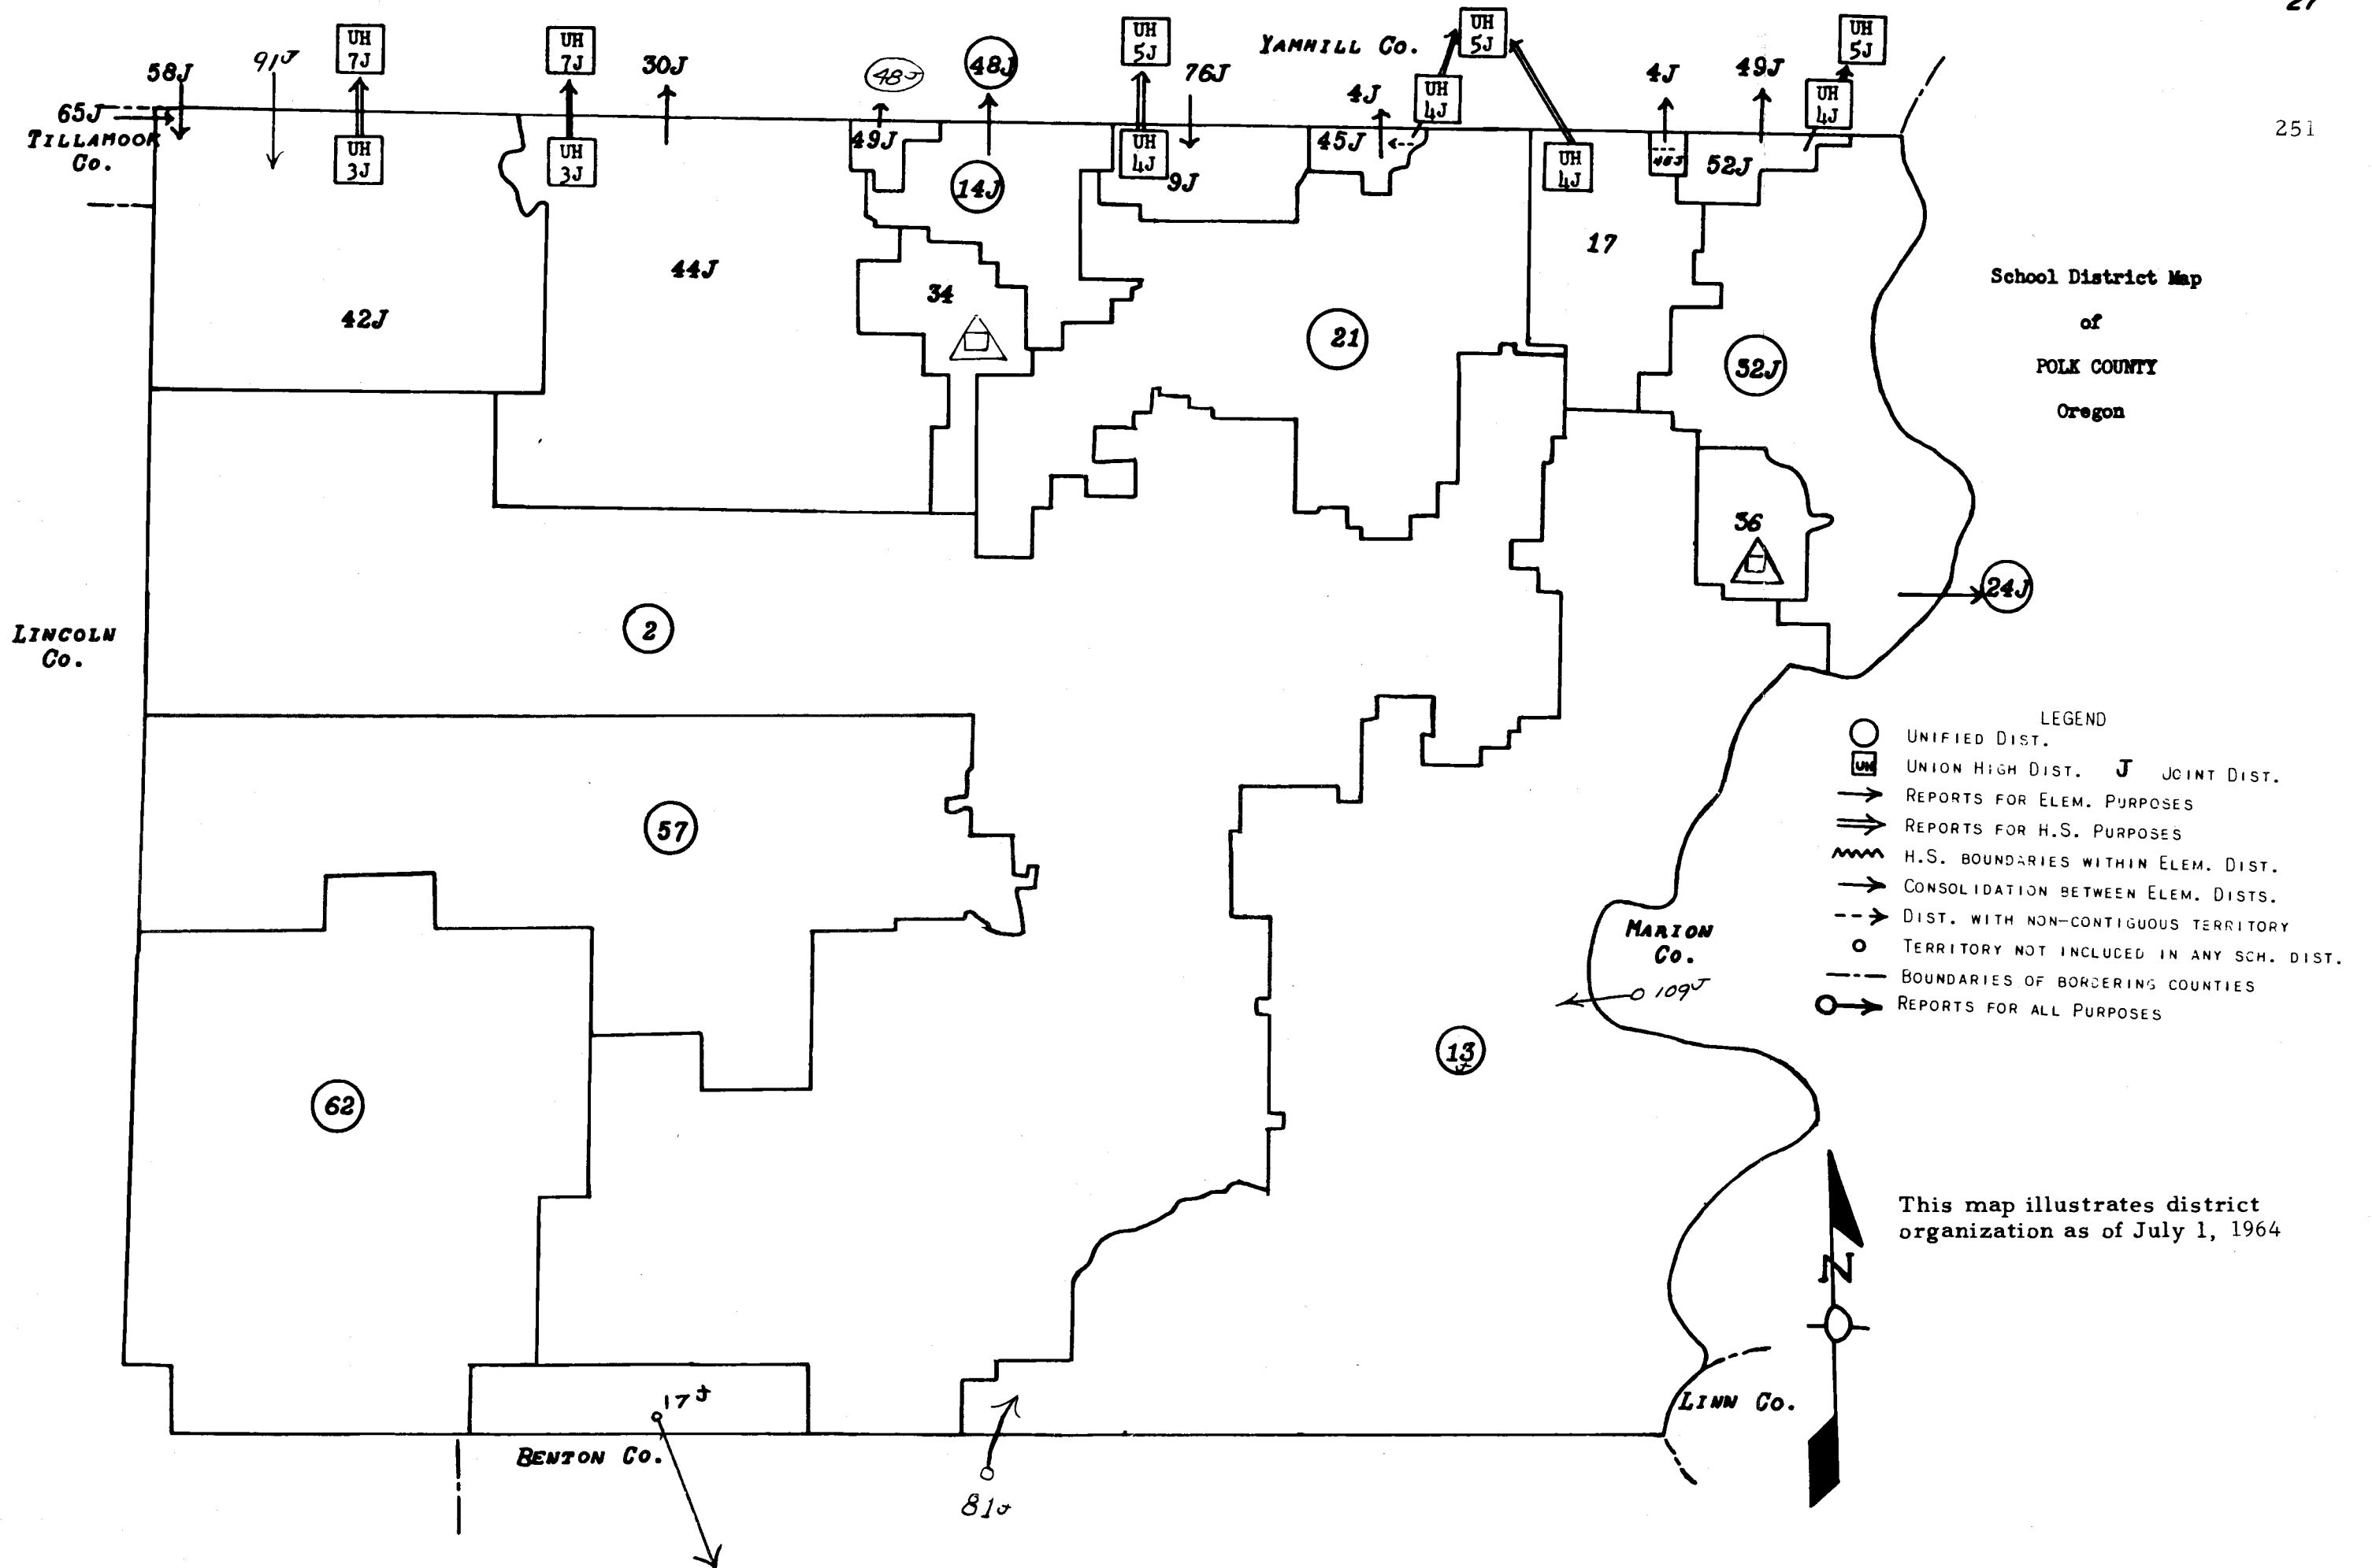 27
251
YAMHILL CO.
58J
91J
UH
7J
UH
7J
30J
48J
48J
UH
5J
76J
4J
UH
4J
UH
5J
4J
49J
UH
4J
UH
5J
65J
TILLAMOOK
CO.
UH
3J
UH
3J
49J
14J
UH
4J
9J
45J
UH
4J
45J
52J
17
42J
44J
34
21
32J
School District Map
of
POLK COUNTY
Oregon
36
24J
LINCOLN
CO.
2
57
62
13
J
MARION
CO.
109J
LEGEND
UNIFIED DIST.
UH UNION HIGH DIST. J JOINT DIST.
REPORTS FOR ELEM. PURPOSES
REPORTS FOR H.S. PURPOSES
H.S. BOUNDARIES WITHIN ELEM. DIST.
CONSOLIDATION BETWEEN ELEM. DISTS.
DIST. WITH NON-CONTIGUOUS TERRITORY
TERRITORY NOT INCLUDED IN ANY SCH. DIST.
BOUNDARIES OF BORDERING COUNTIES
REPORTS FOR ALL PURPOSES
This map illustrates district
organization as of July 1, 1964
N
17J
BENTON CO.
81J
LINN CO.